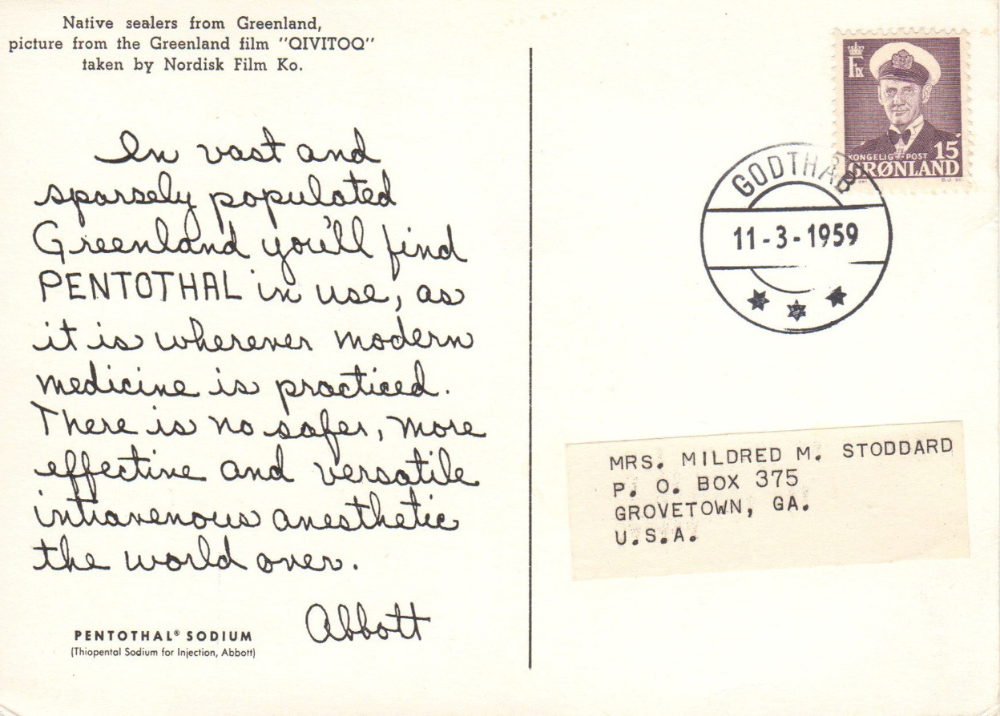 Native sealers from Greenland,
picture from the Greenland film "QIVITOQ"
taken by Nordisk Film Ko.
In vast and
sparsely populated
Greenland you'll find
PENTOTHAL in use, as
it is wherever modern
medicine is practiced.
There is no safer, more
effective and versatile
intravenous anesthetic
the world over.
Abbott
PENTOTHAL® SODIUM
(Thiopental Sodium for Injection, Abbott)
F IX
KONGELIG POST 15
GRØNLAND
GODTHÅB
11-3-1959
MRS. MILDRED M. STODDARD
P. O. BOX 375
GROVETOWN, GA.
U.S.A.